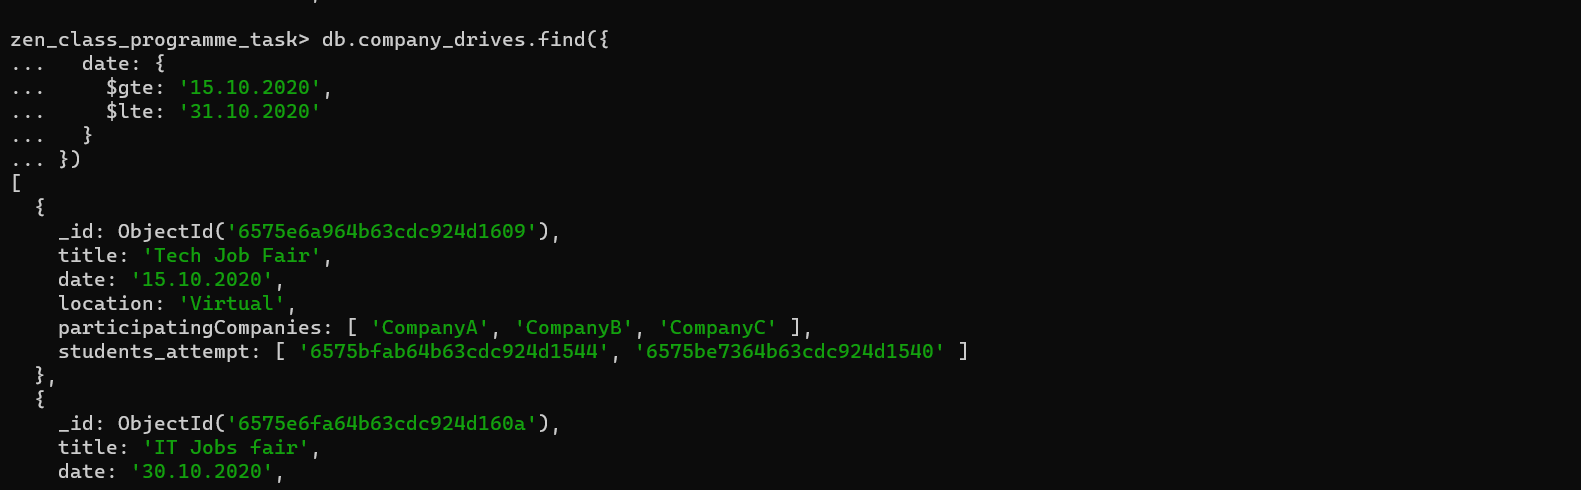 zen_class_programme_task> db.company_drives.find({
...   date: {
...     $gte: '15.10.2020',
...     $lte: '31.10.2020'
...   }
... })
[
  {
    _id: ObjectId('6575e6a964b63cdc924d1609'),
    title: 'Tech Job Fair',
    date: '15.10.2020',
    location: 'Virtual',
    participatingCompanies: [ 'CompanyA', 'CompanyB', 'CompanyC' ],
    students_attempt: [ '6575bfab64b63cdc924d1544', '6575be7364b63cdc924d1540' ]
  },
  {
    _id: ObjectId('6575e6fa64b63cdc924d160a'),
    title: 'IT Jobs fair',
    date: '30.10.2020',